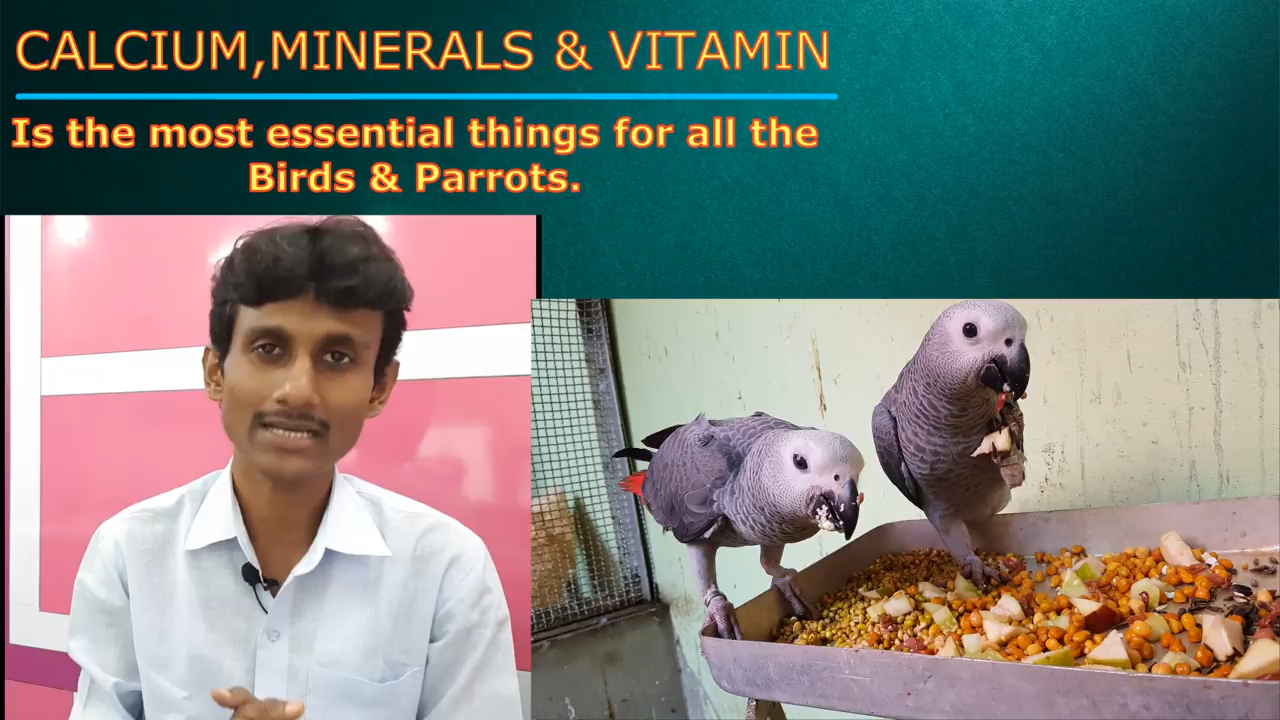 CALCIUM,MINERALS & VITAMIN
Is the most essential things for all the
Birds & Parrots.